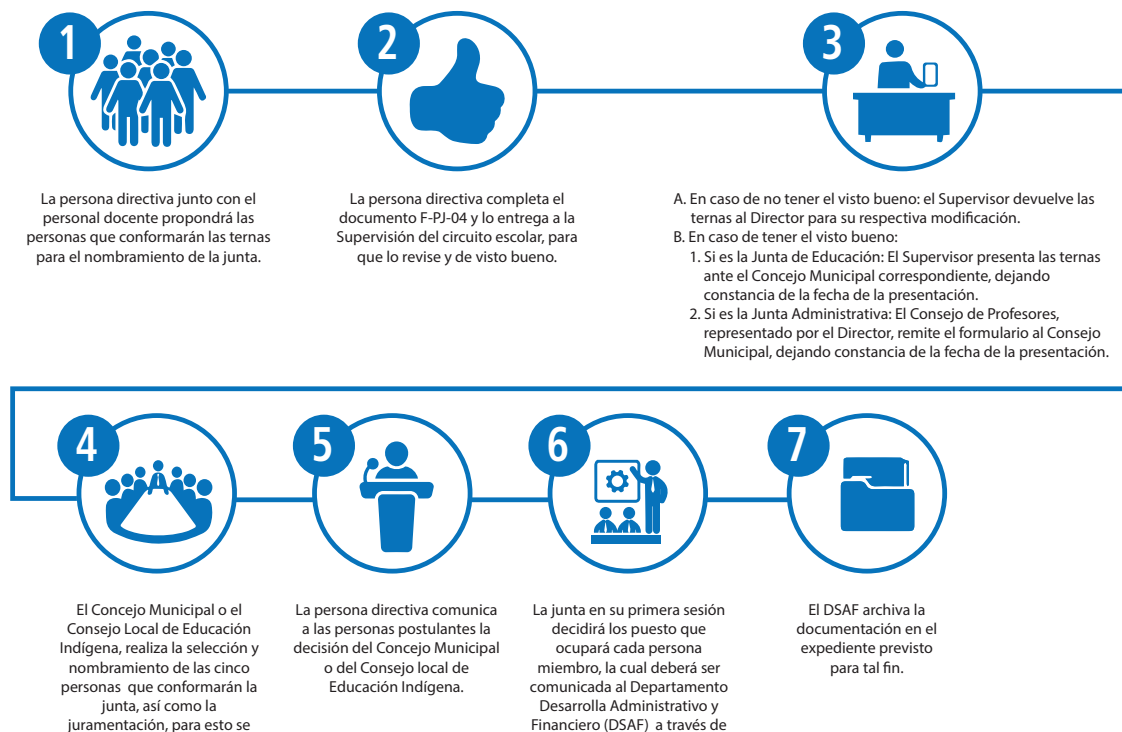 1
La persona directiva junto con el
personal docente propondrá las
personas que conformarán las ternas
para el nombramiento de la junta.
2
La persona directiva completa el
documento F-PJ-04 y lo entrega a la
Supervisión del circuito escolar, para
que lo revise y de visto bueno.
3
A. En caso de no tener el visto bueno: el Supervisor devuelve las
ternas al Director para su respectiva modificación.
B. En caso de tener el visto bueno:
1. Si es la Junta de Educación: El Supervisor presenta las ternas
ante el Concejo Municipal correspondiente, dejando
constancia de la fecha de la presentación.
2. Si es la Junta Administrativa: El Consejo de Profesores,
representado por el Director, remite el formulario al Consejo
Municipal, dejando constancia de la fecha de la presentación.
4
El Concejo Municipal o el
Consejo Local de Educación
Indígena, realiza la selección y
nombramiento de las cinco
personas que conformarán la
junta, así como la
juramentación, para esto se
5
La persona directiva comunica
a las personas postulantes la
decisión del Concejo Municipal
o del Consejo local de
Educación Indígena.
6
La junta en su primera sesión
decidirá los puesto que
ocupará cada persona
miembro, la cual deberá ser
comunicada al Departamento
Desarrolla Administrativo y
Financiero (DSAF) a través de
7
El DSAF archiva la
documentación en el
expediente previsto
para tal fin.